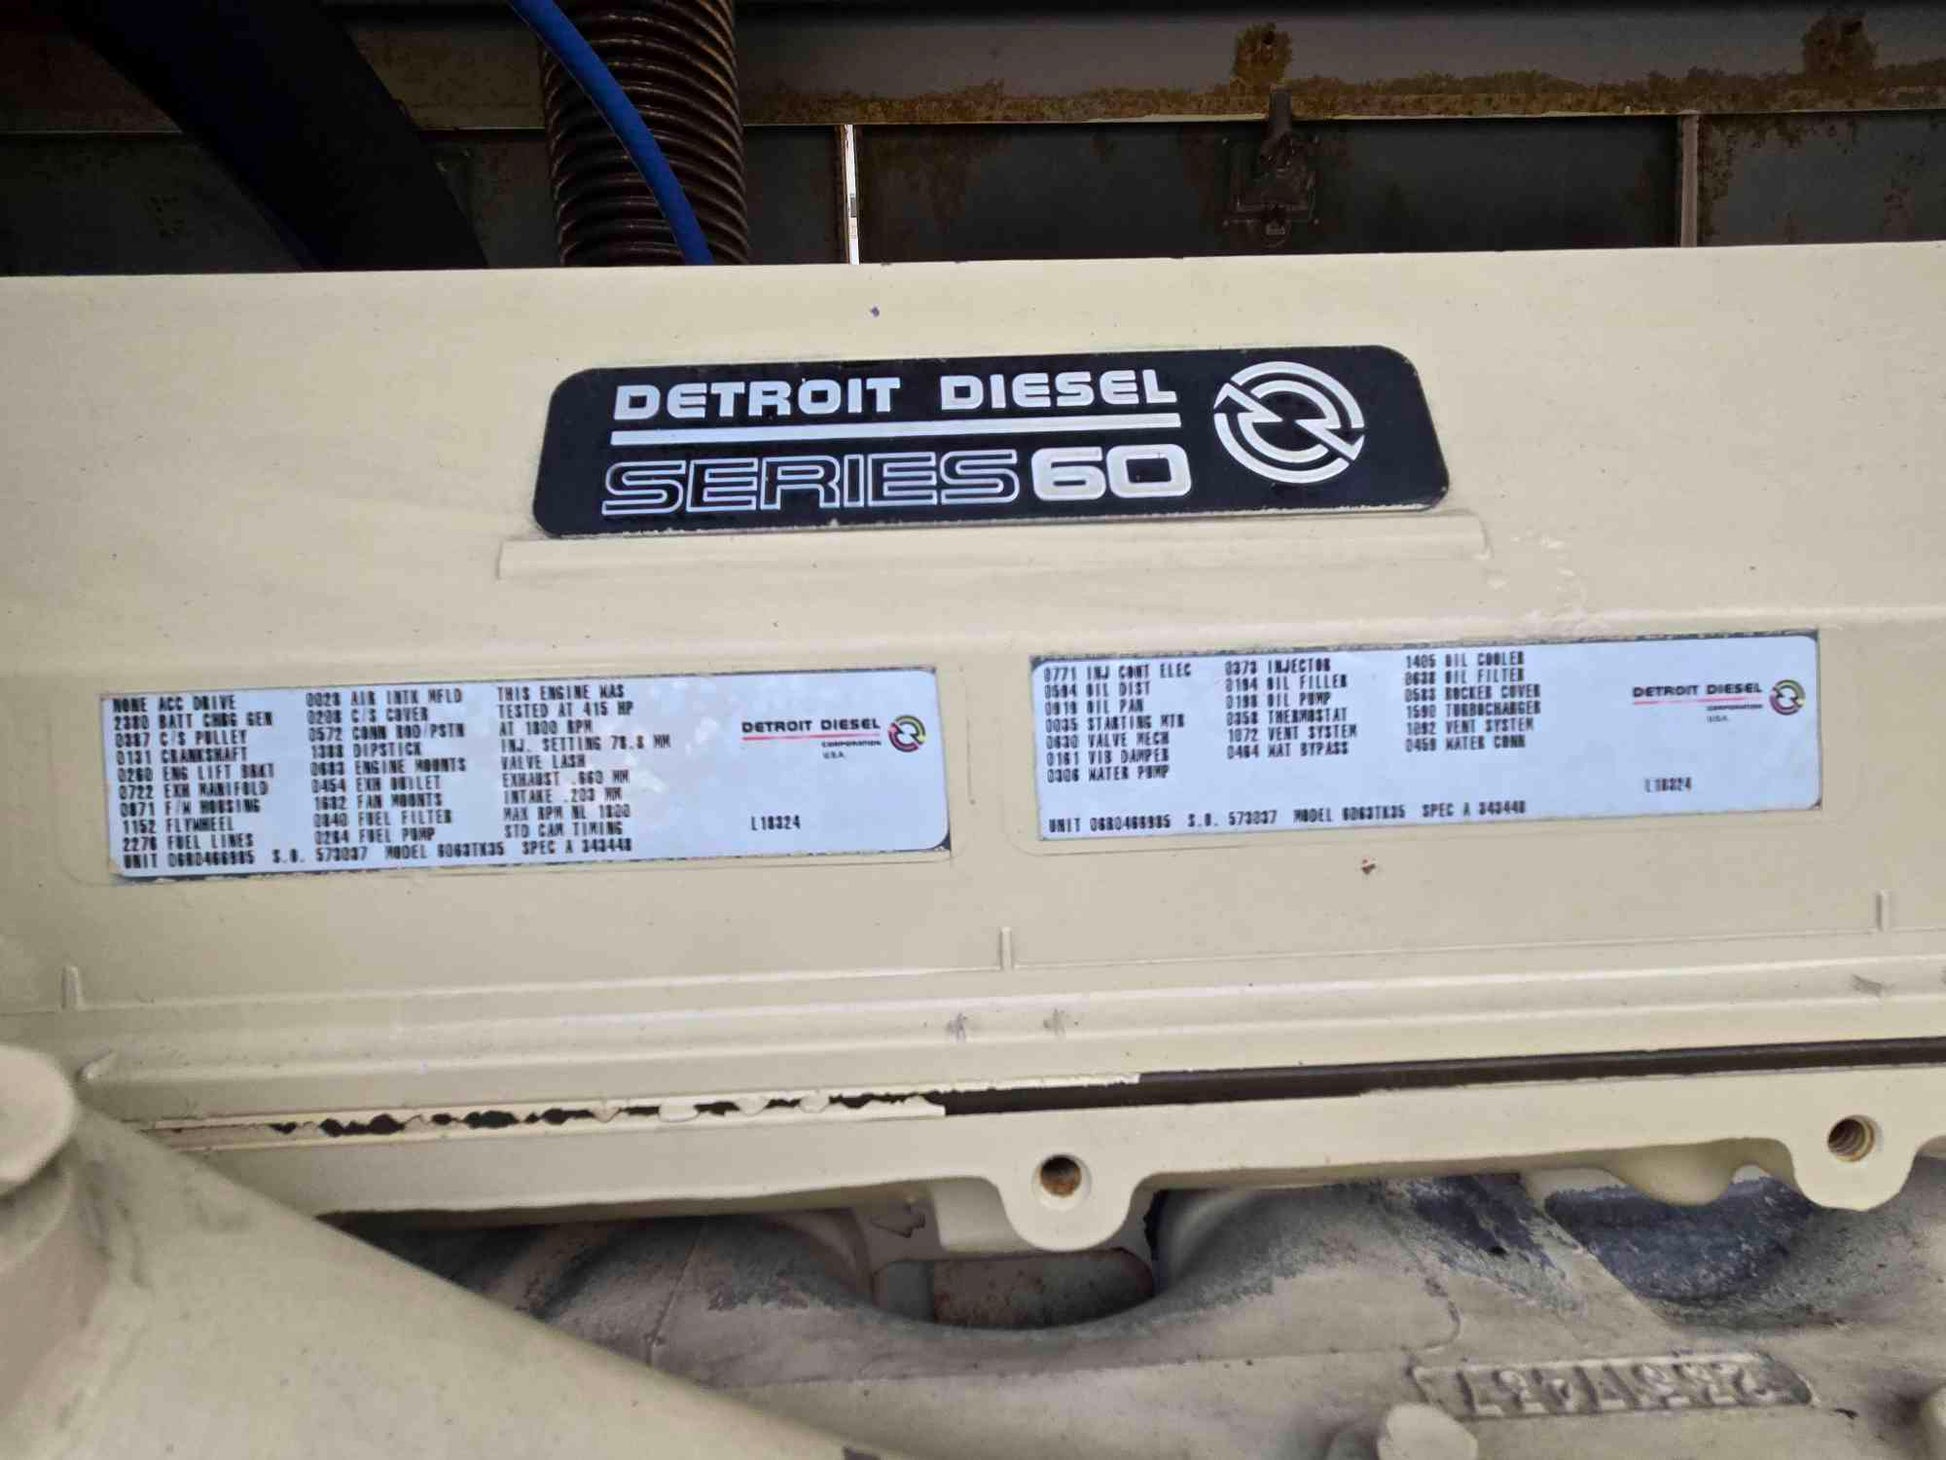 DETROIT DIESEL
SERIES 60
NONE ACC DRIVE
2380 BATT CHRG GEN
0387 C/S PULLEY
0131 CRANKSHAFT
0260 ENG LIFT BRKT
0722 EXH MANIFOLD
0871 F/W HOUSING
1152 FLYWHEEL
2276 FUEL LINES
0023 AIR INTK MFLD
0208 C/S COVER
0572 CONN ROD/PSTN
1388 DIPSTICK
0683 ENGINE MOUNTS
0454 EXH OUTLET
1682 FAN MOUNTS
0840 FUEL FILTER
0264 FUEL PUMP
THIS ENGINE WAS
TESTED AT 415 HP
AT 1800 RPM
INJ. SETTING 78.8 MM
VALVE LASH
EXHAUST .660 MM
INTAKE .203 MM
MAX RPM NL 1800
STD CAM TIMING
DETROIT DIESEL
CORPORATION
U.S.A.
L18324
UNIT 06R0466985 S.O. 573037 MODEL 6063TK35 SPEC A 343448
0771 INJ CONT ELEC
0594 OIL DIST
0919 OIL PAN
0035 STARTING MTR
0630 VALVE MECH
0161 VIB DAMPER
0306 WATER PUMP
0373 INJECTOR
0194 OIL FILLER
0198 OIL PUMP
0358 THERMOSTAT
1072 VENT SYSTEM
0464 WAT BYPASS
1405 OIL COOLER
0638 OIL FILTER
0583 ROCKER COVER
1590 TURBOCHARGER
1092 VENT SYSTEM
0459 WATER CONN
DETROIT DIESEL
CORPORATION
U.S.A.
L18324
UNIT 06R0466985 S.O. 573037 MODEL 6063TK35 SPEC A 343448